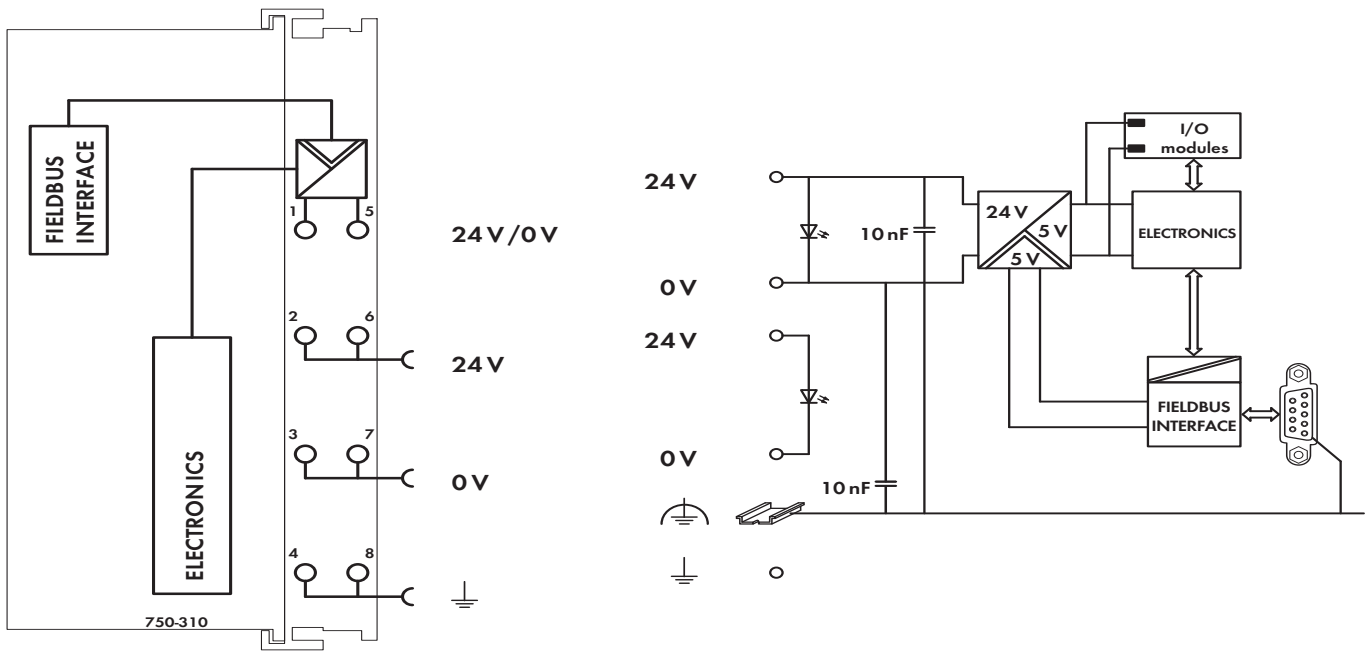 FIELDBUS
INTERFACE
1
5
24V/0V
2
6
24V
3
7
0V
ELECTRONICS
4
8
750-310
I/O
modules
24V
10nF
24V
5V
5V
ELECTRONICS
0V
24V
FIELDBUS
INTERFACE
0V
10nF